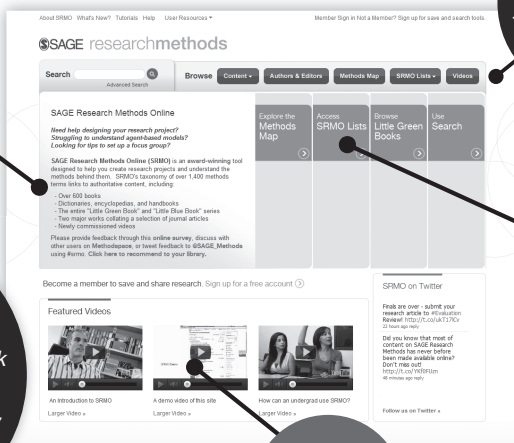 About SRMO What's New? Tutorials Help User Resources
Member Sign in Not a Member? Sign up for save and search tools.
SAGE researchmethods
Search
Advanced Search
Browse Content Authors & Editors Methods Map SRMO Lists Videos
SAGE Research Methods Online
Need help designing your research project?
Struggling to understand agent-based models?
Looking for tips to set up a focus group?
SAGE Research Methods Online (SRMO) is an award-winning tool
designed to help you create research projects and understand the
methods behind them. SRMO's taxonomy of over 1,400 methods
terms links to authoritative content, including:
- Over 600 books
- Dictionaries, encyclopedias, and handbooks
- The entire "Little Green Book" and "Little Blue Book" series
- Two major works collating a selection of journal articles
- Newly commissioned videos
Please provide feedback through this online survey, discuss with
other users on Methodspace, or tweet feedback to @SAGE_Methods
using #srmo. Click here to recommend to your library.
Explore the
Methods
Map
Access
SRMO Lists
Browse
Little Green
Books
Use
Search
Become a member to save and share research. Sign up for a free account
Featured Videos
An Introduction to SRMO
Larger Video »
A demo video of this site
Larger Video »
How can an undergrad use SRMO?
Larger Video »
SRMO on Twitter
Finals are over - submit your
research article to #Evaluation
Review!
22 hours ago reply
Did you know that most of
content on SAGE Research
Methods has never before
been made available online?
Don't miss out!
48 minutes ago reply
Follow us on Twitter »